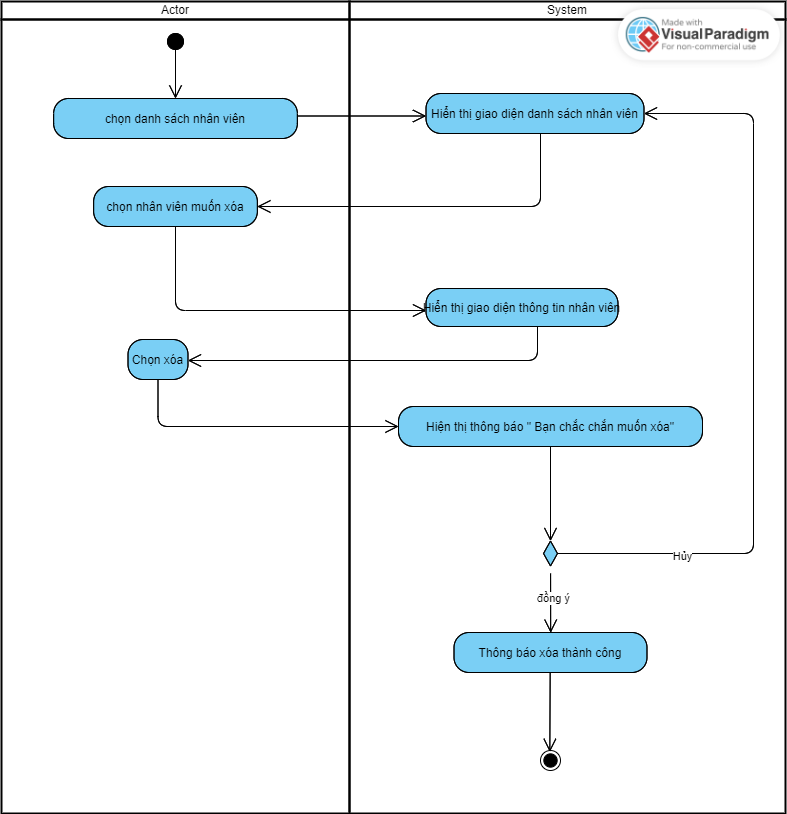 Actor
System
Made with
Visual Paradigm
For non-commercial use
chọn danh sách nhân viên
Hiển thị giao diện danh sách nhân viên
chọn nhân viên muốn xóa
Hiển thị giao diện thông tin nhân viên
Chọn xóa
Hiện thị thông báo " Bạn chắc chắn muốn xóa"
Hủy
đồng ý
Thông báo xóa thành công